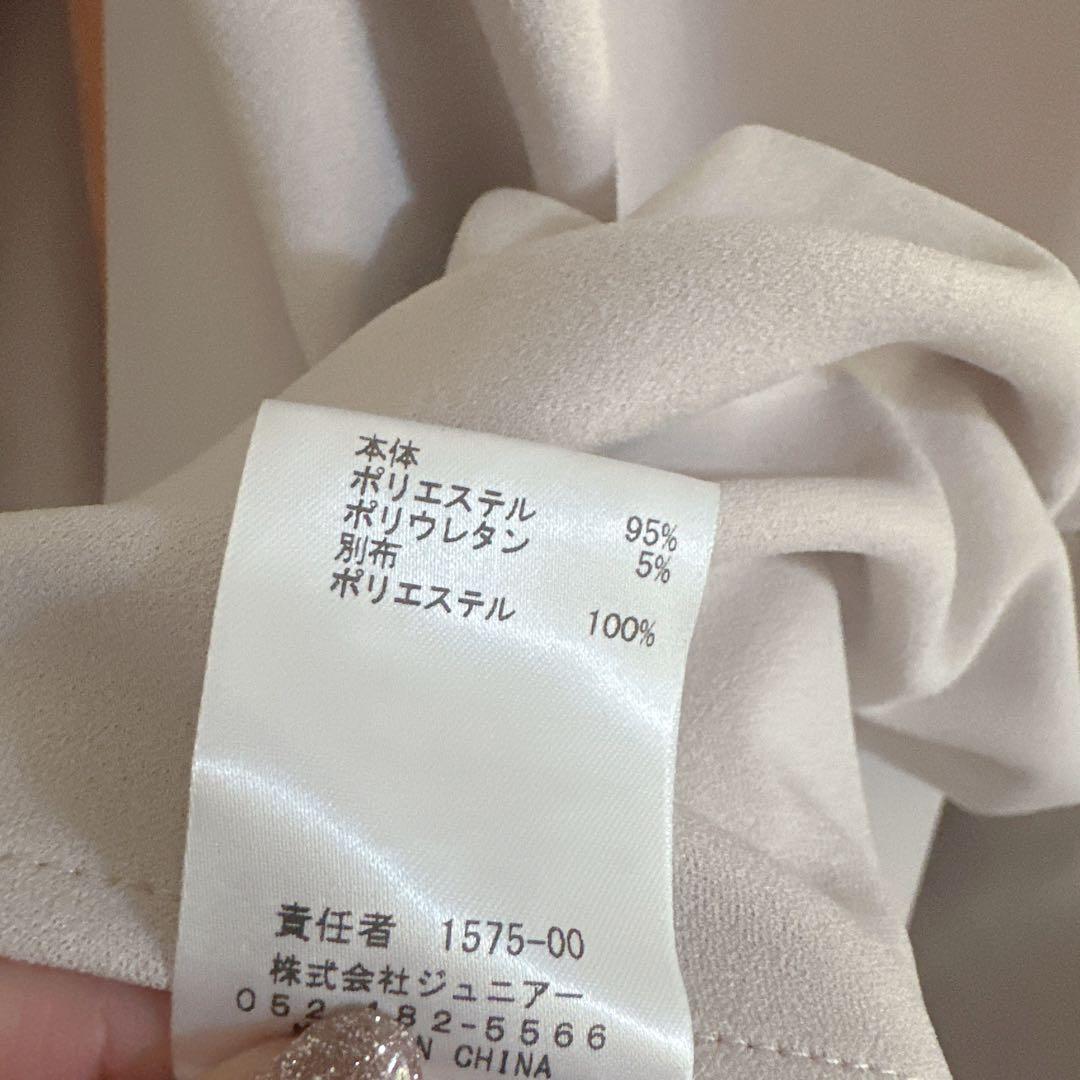 本体
ポリエステル 95%
ポリウレタン 5%
別布
ポリエステル 100%
責任者 1575-00
株式会社ジュニアー
052 182-5566
CHINA